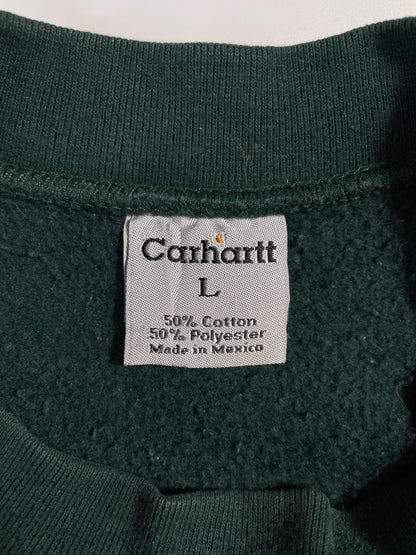 Carhartt
L
50% Cotton
50% Polyester
Made in Mexico